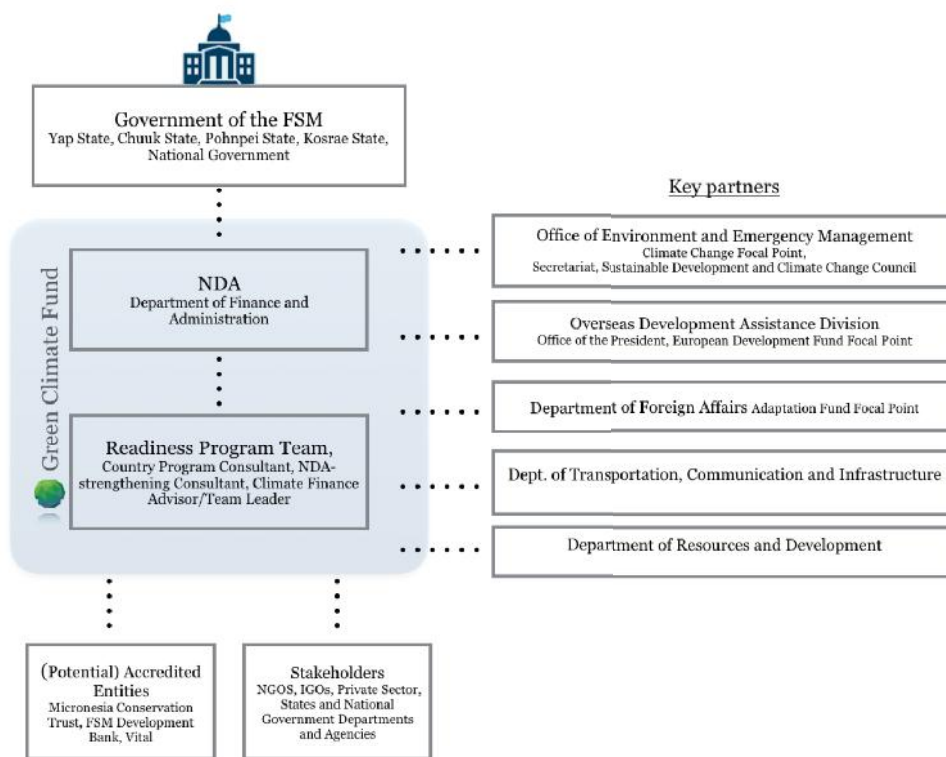 Government of the FSM
Yap State, Chuuk State, Pohnpei State, Kosrae State,
National Government
Key partners
Green Climate Fund
NDA
Department of Finance and
Administration
Readiness Program Team,
Country Program Consultant, NDA-
strengthening Consultant, Climate Finance
Advisor/Team Leader
Office of Environment and Emergency Management
Climate Change Focal Point,
Secretariat, Sustainable Development and Climate Change Council
Overseas Development Assistance Division
Office of the President, European Development Fund Focal Point
Department of Foreign Affairs Adaptation Fund Focal Point
Dept. of Transportation, Communication and Infrastructure
Department of Resources and Development
(Potential) Accredited
Entities
Micronesia Conservation
Trust, FSM Development
Bank, Vital
Stakeholders
NGOS, IGOs, Private Sector,
States and National
Government Departments
and Agencies